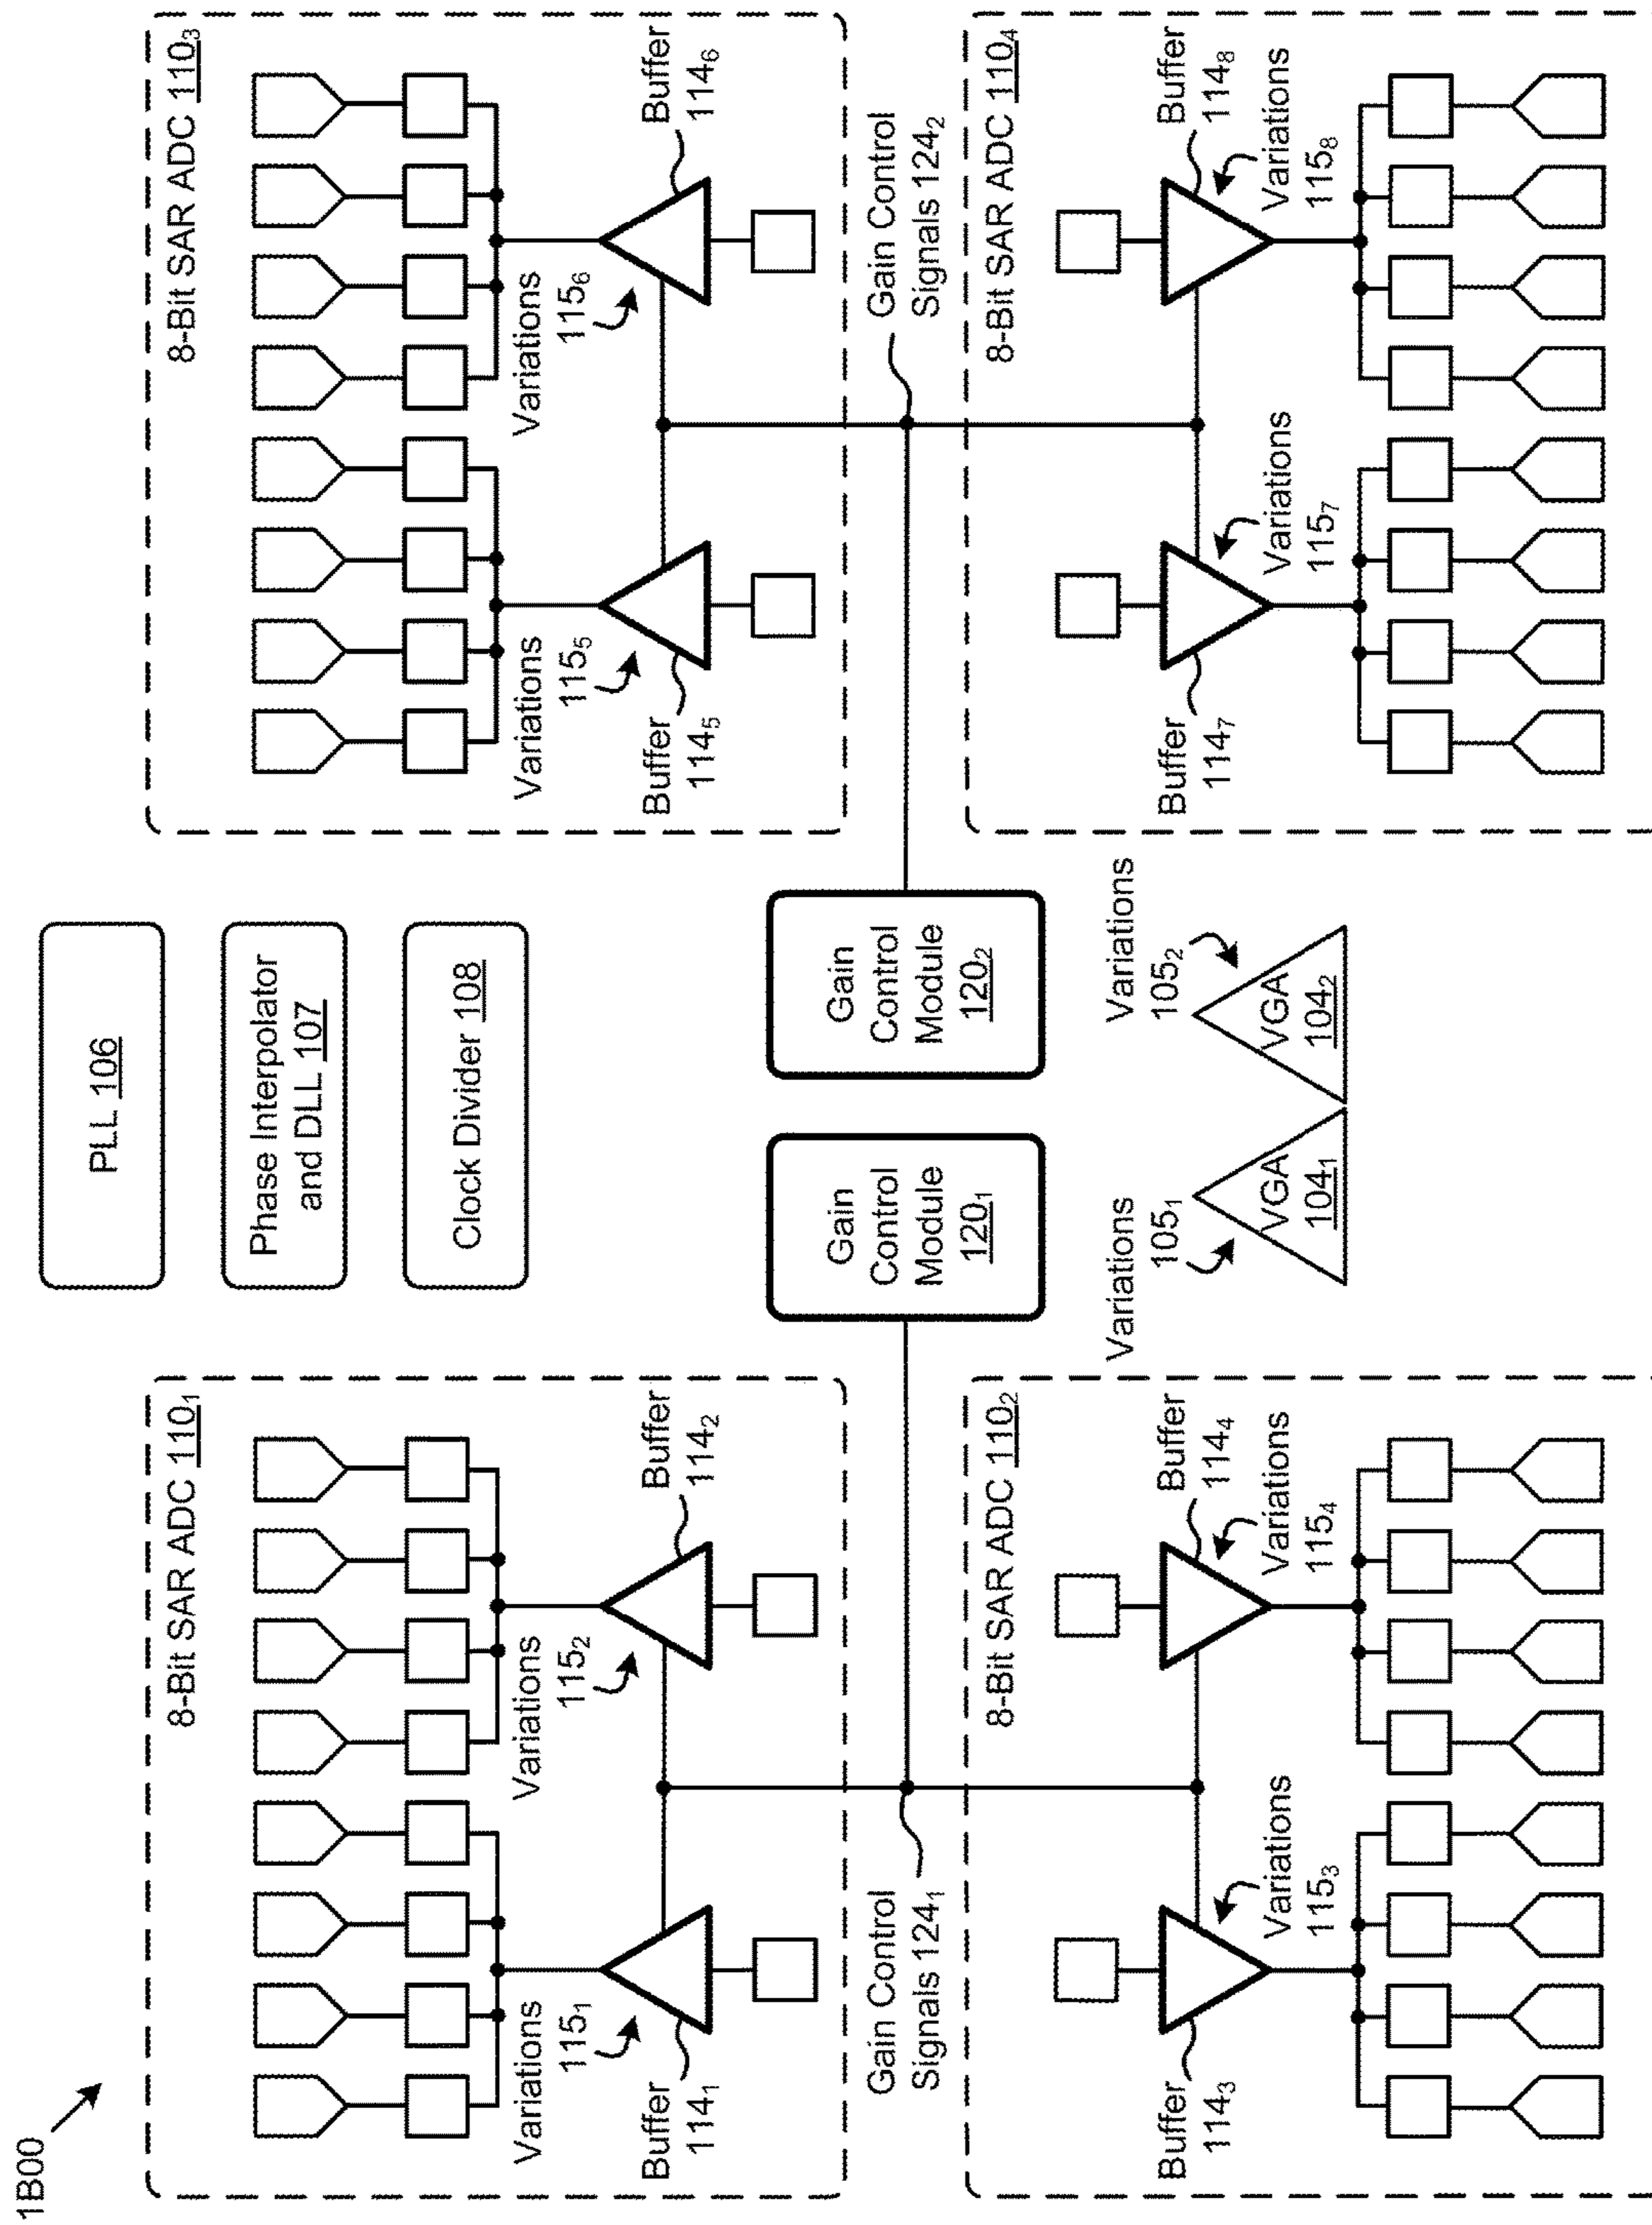 1B00
PLL 106
Phase Interpolator
and DLL 107
Clock Divider 108
8-Bit SAR ADC 110₁
Variations
115₁
Buffer
114₁
Variations
115₂
Buffer
114₂
8-Bit SAR ADC 110₃
Variations
115₅
Buffer
114₅
Variations
115₆
Buffer
114₆
Gain Control
Signals 124₁
Gain
Control
Module
120₁
Gain
Control
Module
120₂
Gain Control
Signals 124₂
8-Bit SAR ADC 110₂
Buffer
114₃
Variations
115₃
Buffer
114₄
Variations
115₄
Variations
105₁
VGA
104₁
Variations
105₂
VGA
104₂
8-Bit SAR ADC 110₄
Buffer
114₇
Variations
115₇
Buffer
114₈
Variations
115₈